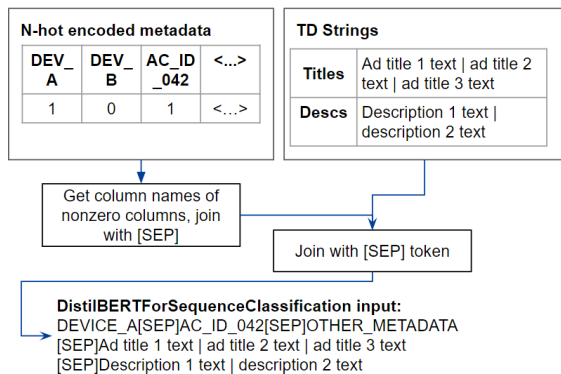 N-hot encoded metadata
DEV_ DEV_ AC_ID <...>
A B _042
1 0 1 <...>
TD Strings
Titles Ad title 1 text | ad title 2
text | ad title 3 text
Descs Description 1 text |
description 2 text
Get column names of
nonzero columns, join
with [SEP]
Join with [SEP] token
DistilBERTForSequenceClassification input:
DEVICE_A[SEP]AC_ID_042[SEP]OTHER_METADATA
[SEP]Ad title 1 text | ad title 2 text | ad title 3 text
[SEP]Description 1 text | description 2 text